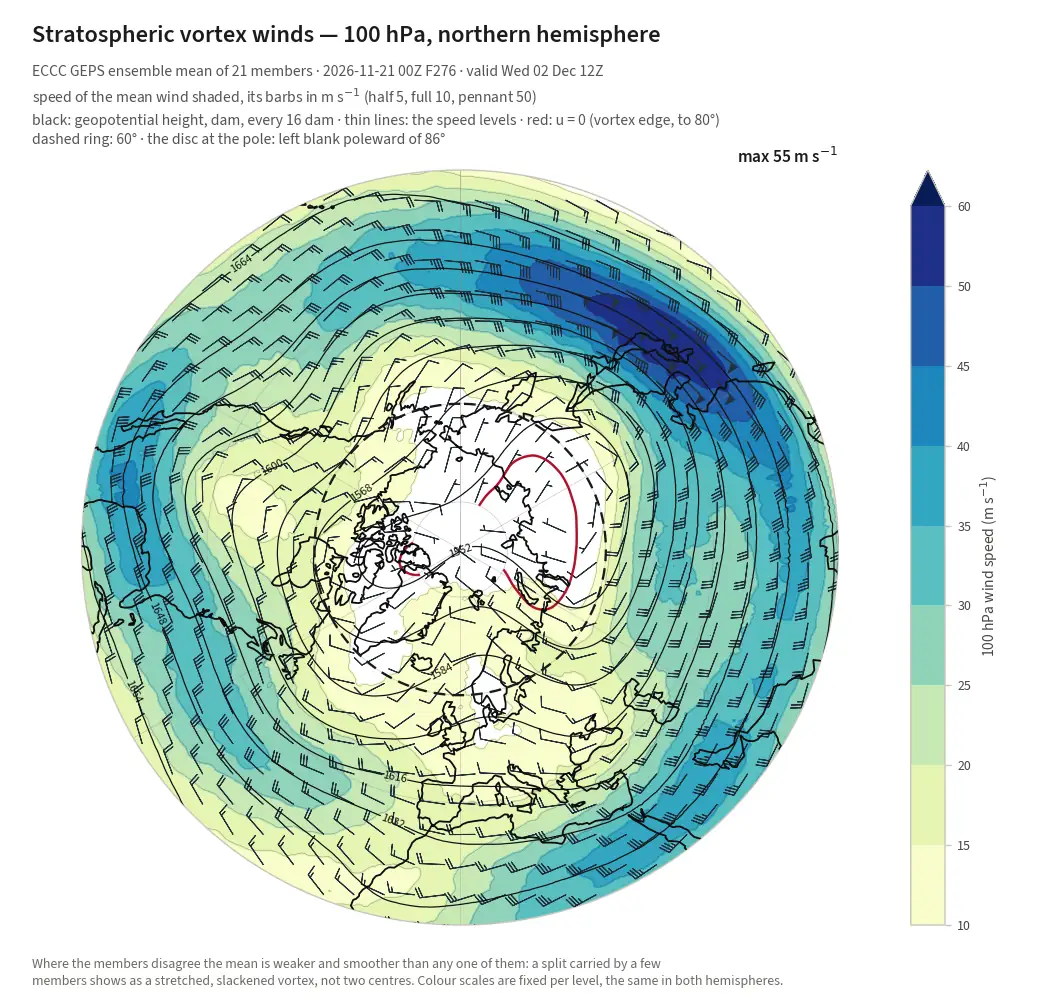 Stratospheric vortex winds — 100 hPa, northern hemisphere
ECCC GEPS ensemble mean of 21 members · 2026-11-21 00Z F276 · valid Wed 02 Dec 12Z
speed of the mean wind shaded, its barbs in m s⁻¹ (half 5, full 10, pennant 50)
black: geopotential height, dam, every 16 dam · thin lines: the speed levels · red: u = 0 (vortex edge, to 80°)
dashed ring: 60° · the disc at the pole: left blank poleward of 86°
max 55 m s⁻¹
60
50
45
40
35
30
25
20
15
10
100 hPa wind speed (m s⁻¹)
1664
1600
1568
1552
1648
1584
1664
1616
1632
Where the members disagree the mean is weaker and smoother than any one of them: a split carried by a few
members shows as a stretched, slackened vortex, not two centres. Colour scales are fixed per level, the same in both hemispheres.